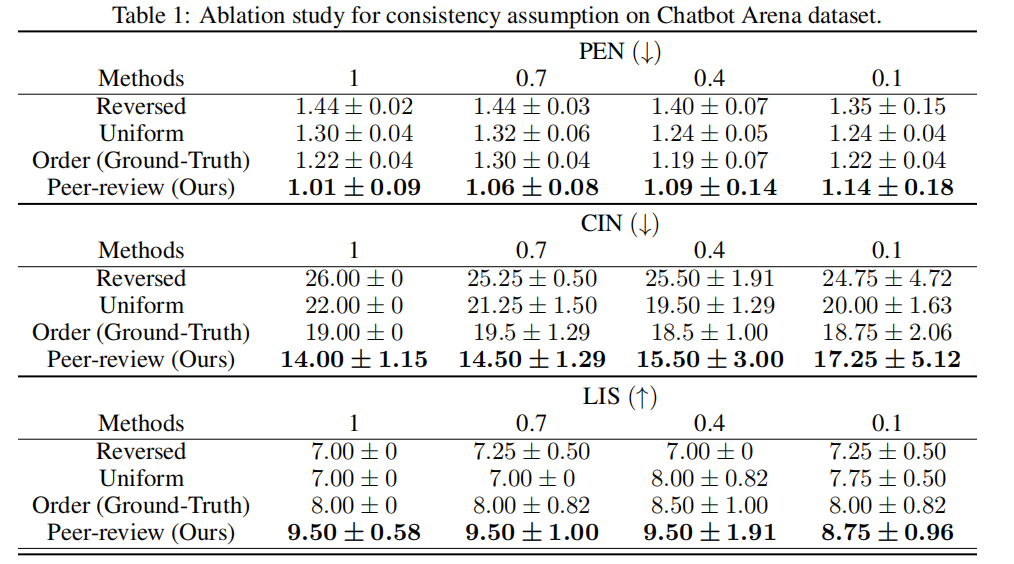 Table 1: Ablation study for consistency assumption on Chatbot Arena dataset.
PEN (↓)
Methods 1 0.7 0.4 0.1
Reversed 1.44 ± 0.02 1.44 ± 0.03 1.40 ± 0.07 1.35 ± 0.15
Uniform 1.30 ± 0.04 1.32 ± 0.06 1.24 ± 0.05 1.24 ± 0.04
Order (Ground-Truth) 1.22 ± 0.04 1.30 ± 0.04 1.19 ± 0.07 1.22 ± 0.04
Peer-review (Ours) 1.01 ± 0.09 1.06 ± 0.08 1.09 ± 0.14 1.14 ± 0.18
CIN (↓)
Methods 1 0.7 0.4 0.1
Reversed 26.00 ± 0 25.25 ± 0.50 25.50 ± 1.91 24.75 ± 4.72
Uniform 22.00 ± 0 21.25 ± 1.50 19.50 ± 1.29 20.00 ± 1.63
Order (Ground-Truth) 19.00 ± 0 19.5 ± 1.29 18.5 ± 1.00 18.75 ± 2.06
Peer-review (Ours) 14.00 ± 1.15 14.50 ± 1.29 15.50 ± 3.00 17.25 ± 5.12
LIS (↑)
Methods 1 0.7 0.4 0.1
Reversed 7.00 ± 0 7.25 ± 0.50 7.00 ± 0 7.25 ± 0.50
Uniform 7.00 ± 0 7.00 ± 0 8.00 ± 0.82 7.75 ± 0.50
Order (Ground-Truth) 8.00 ± 0 8.00 ± 0.82 8.50 ± 1.00 8.00 ± 0.82
Peer-review (Ours) 9.50 ± 0.58 9.50 ± 1.00 9.50 ± 1.91 8.75 ± 0.96